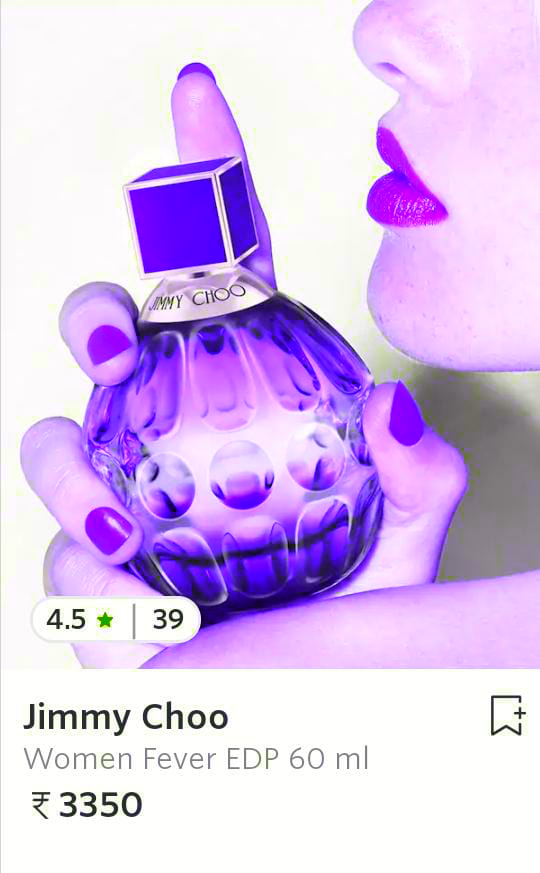 JIMMY CHOO
4.5 ★ | 39
Jimmy Choo
Women Fever EDP 60 ml
₹ 3350